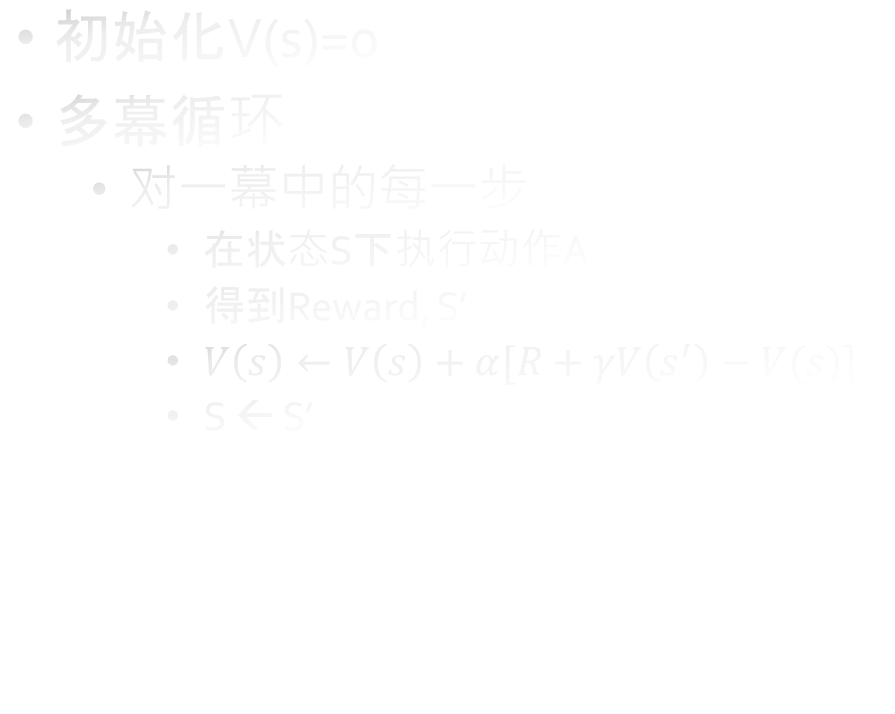 • 初始化V(s)=0
• 多幕循环
• 对一幕中的每一步
• 在状态S下执行动作A
• 得到Reward, S’
• V(s) ← V(s) + α[R + γV(s′) − V(s)]
• S ← S’